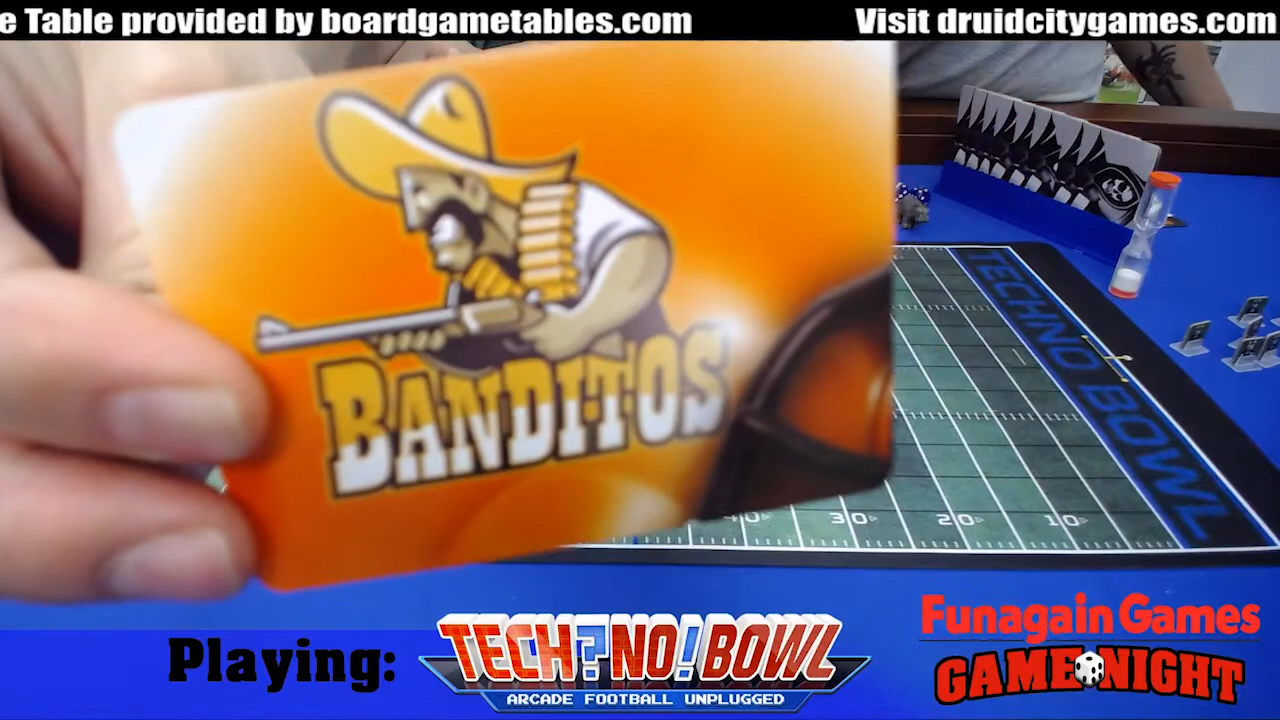 e Table provided by boardgametables.com
Visit druidcitygames.com
BANDITOS
TECHNO BOWL
40
30
20
10
Playing:
TECH?NO!BOWL
ARCADE FOOTBALL UNPLUGGED
Funagain Games
GAME NIGHT